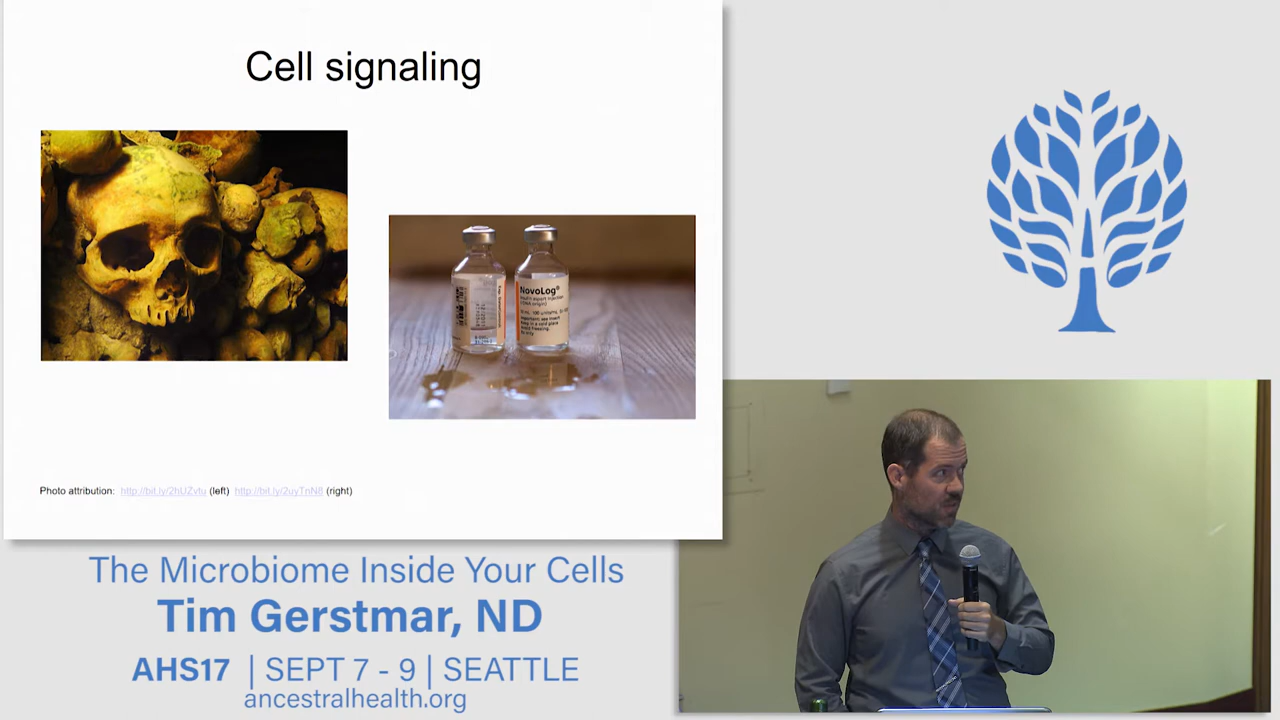 Cell signaling
NovoLog®
Photo attribution: http://bit.ly/2hUZvtu (left) http://bit.ly/2uyTnN8 (right)
The Microbiome Inside Your Cells
Tim Gerstmar, ND
AHS17 | SEPT 7 - 9 | SEATTLE
ancestralhealth.org